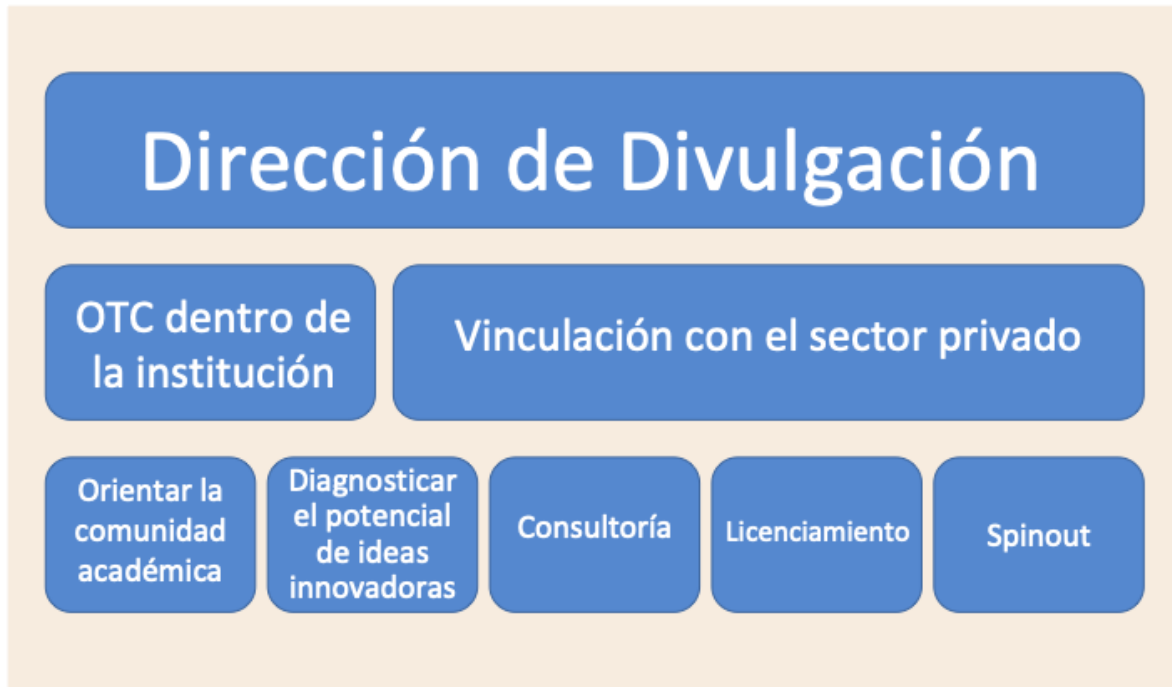 Dirección de Divulgación
OTC dentro de
la institución
Vinculación con el sector privado
Orientar la
comunidad
académica
Diagnosticar
el potencial
de ideas
innovadoras
Consultoría
Licenciamiento
Spinout